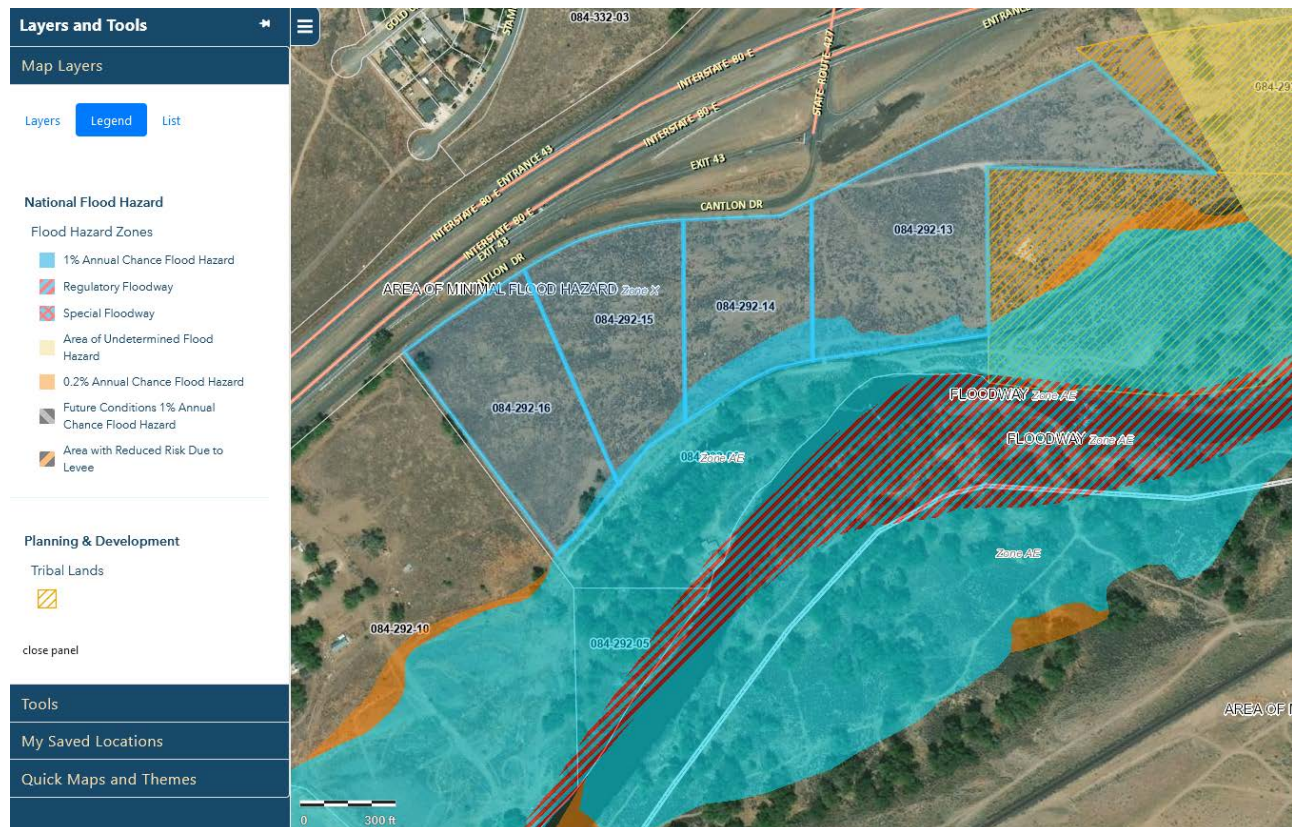 Layers and Tools
Map Layers
Layers
Legend
List
National Flood Hazard
Flood Hazard Zones
1% Annual Chance Flood Hazard
Regulatory Floodway
Special Floodway
Area of Undetermined Flood
Hazard
0.2% Annual Chance Flood Hazard
Future Conditions 1% Annual
Chance Flood Hazard
Area with Reduced Risk Due to
Levee
Planning & Development
Tribal Lands
close panel
Tools
My Saved Locations
Quick Maps and Themes
084-332-03
GOLD
STAM
ENTRANCE
STATE ROUTE 427
INTERSTATE 80 E
INTERSTATE 80 E
084-29
ENTRANCE 43
EXIT 43
INTERSTATE 80 E
CANTLON DR
INTERSTATE 80 E
084-292-13
EXIT 43
CANTLON DR
AREA OF MINIMAL FLOOD HAZARD Zone X
084-292-14
084-292-15
FLOODWAY Zone AE
084-292-16
FLOODWAY Zone AE
084-
Zone AE
Zone AE
084-292-10
084-292-05
AREA OF
0 300 ft